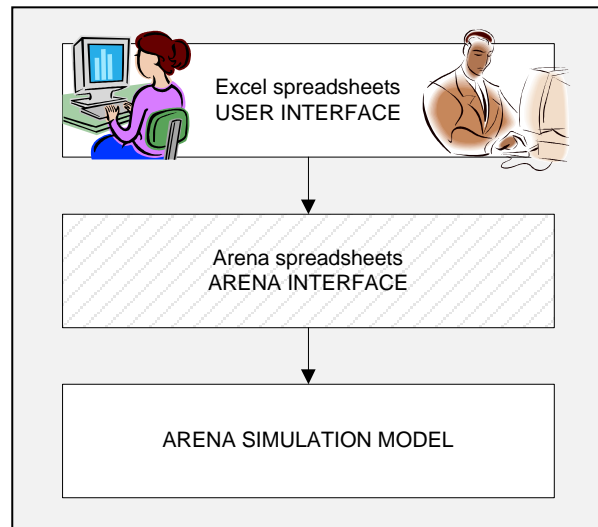 Excel spreadsheets
USER INTERFACE
Arena spreadsheets
ARENA INTERFACE
ARENA SIMULATION MODEL